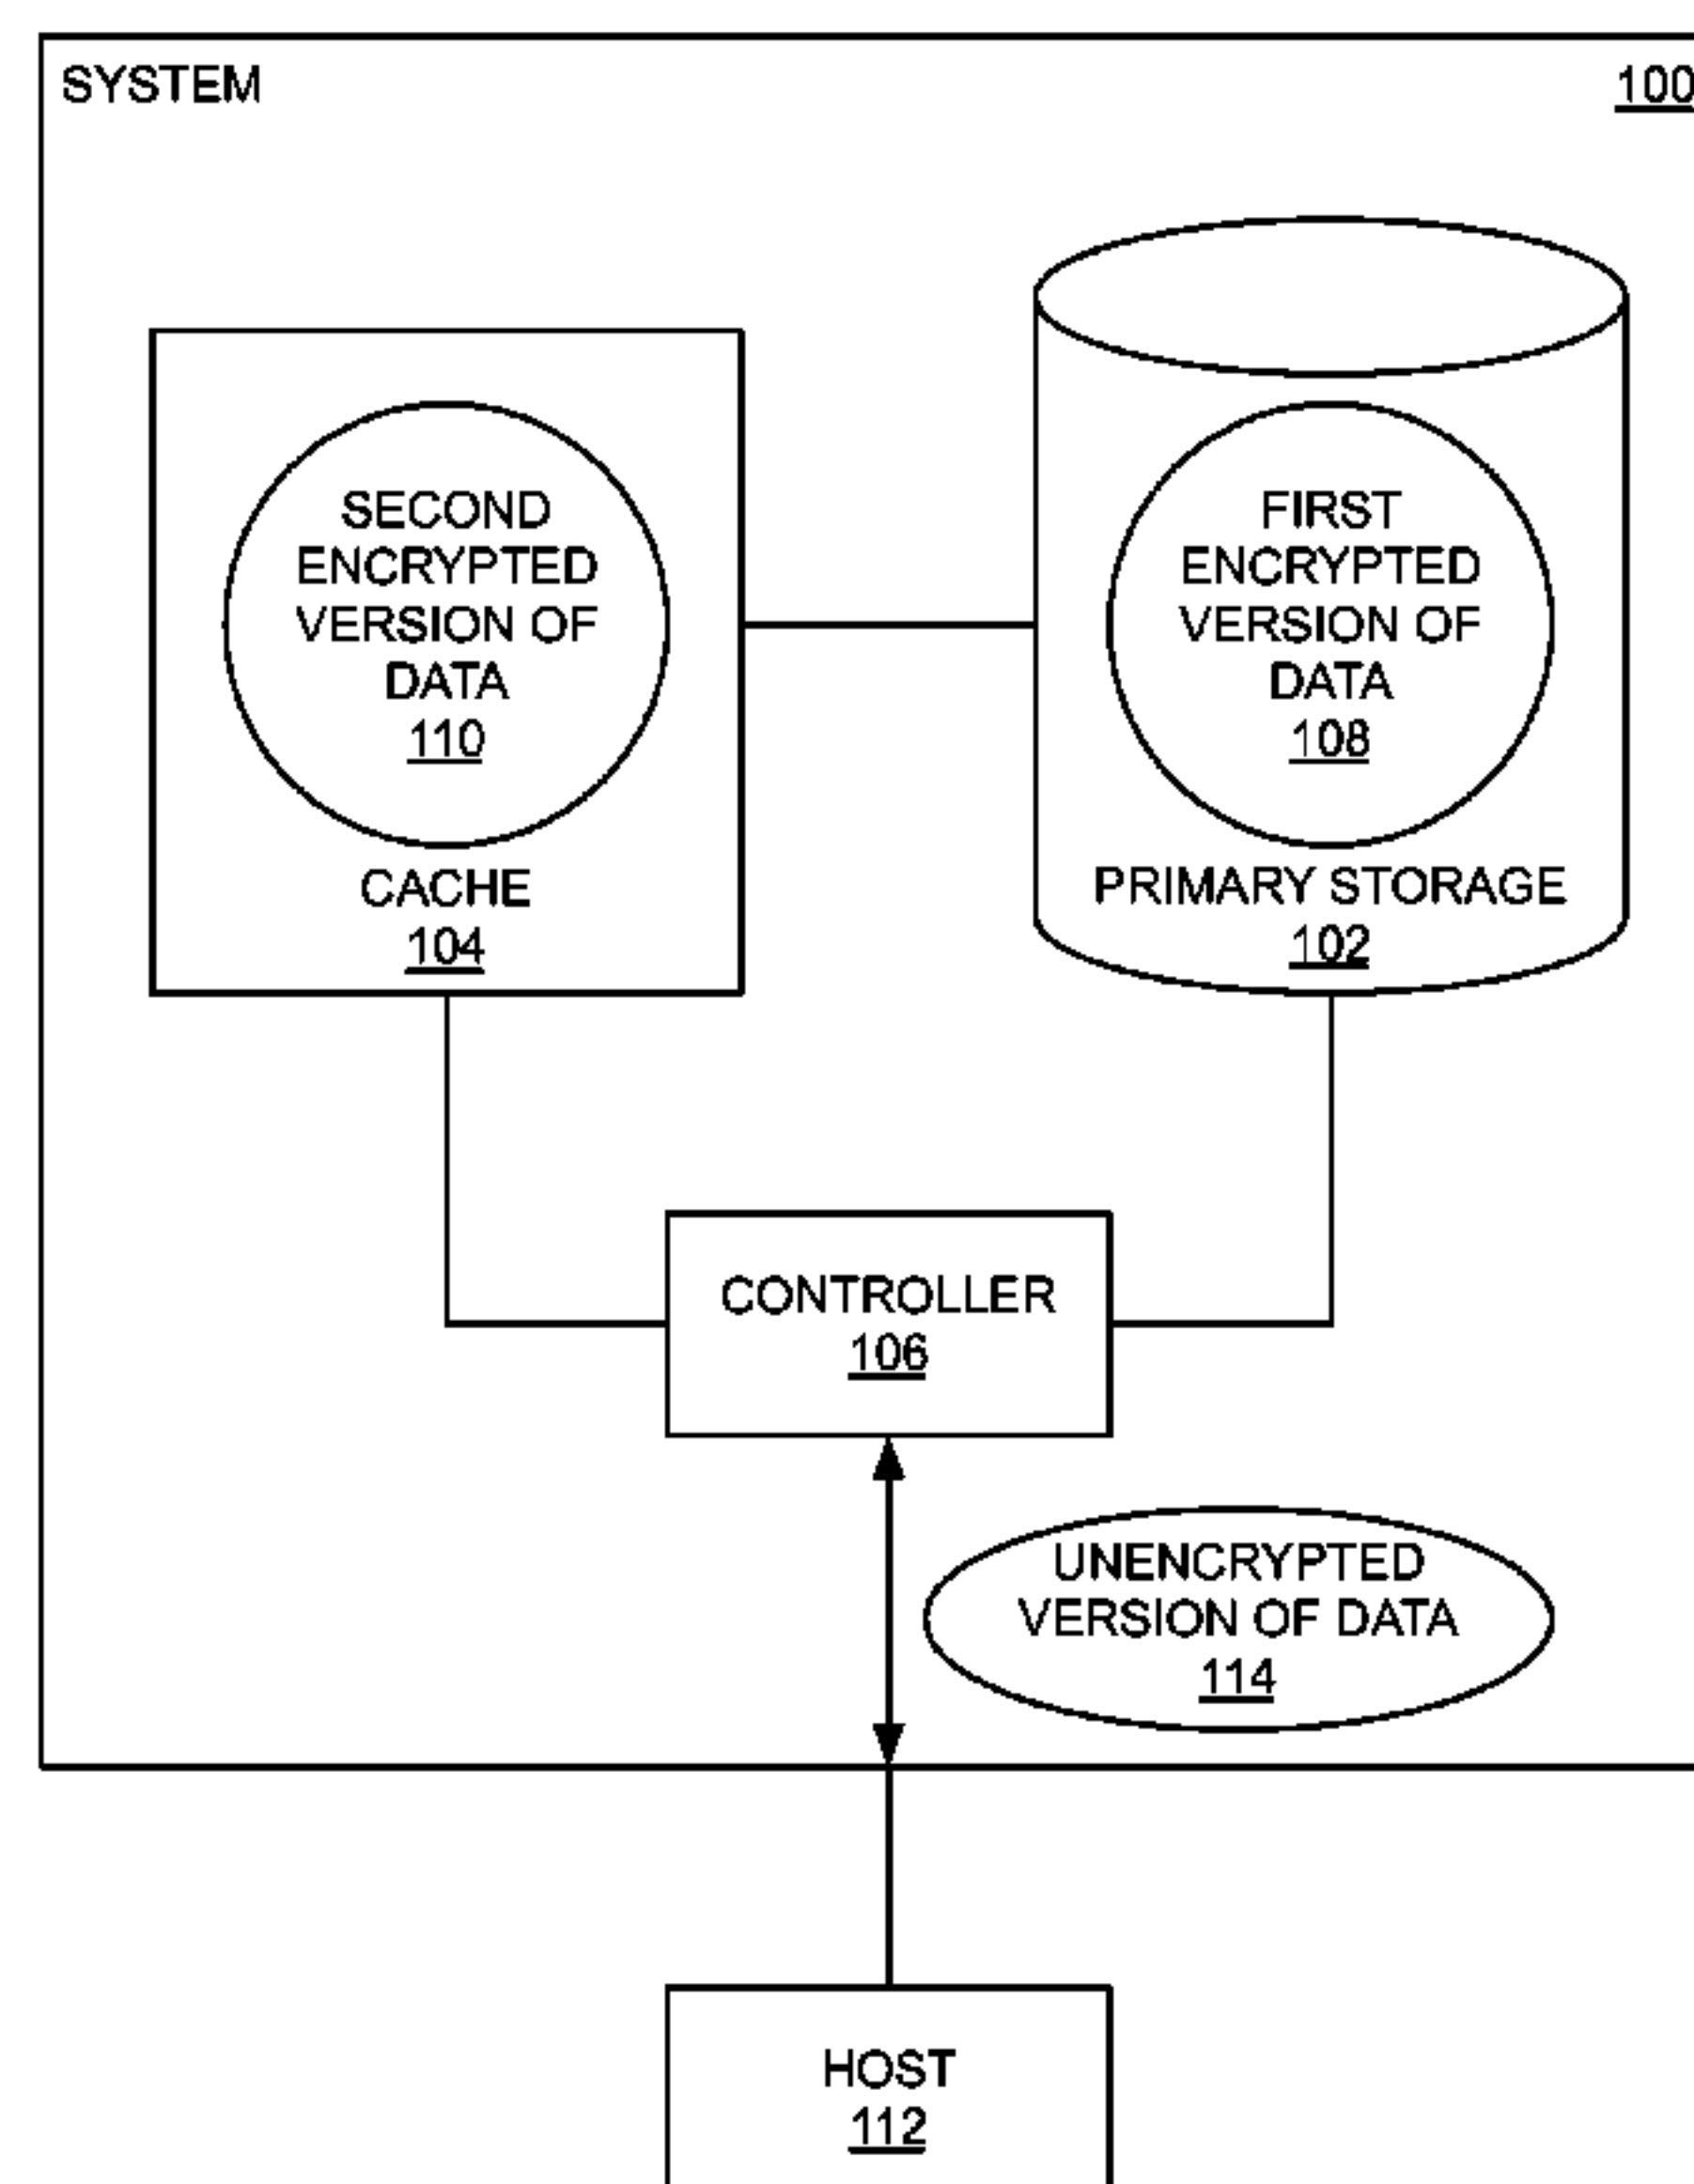 SYSTEM
100
SECOND
ENCRYPTED
VERSION OF
DATA
110
CACHE
104
FIRST
ENCRYPTED
VERSION OF
DATA
108
PRIMARY STORAGE
102
CONTROLLER
106
UNENCRYPTED
VERSION OF DATA
114
HOST
112